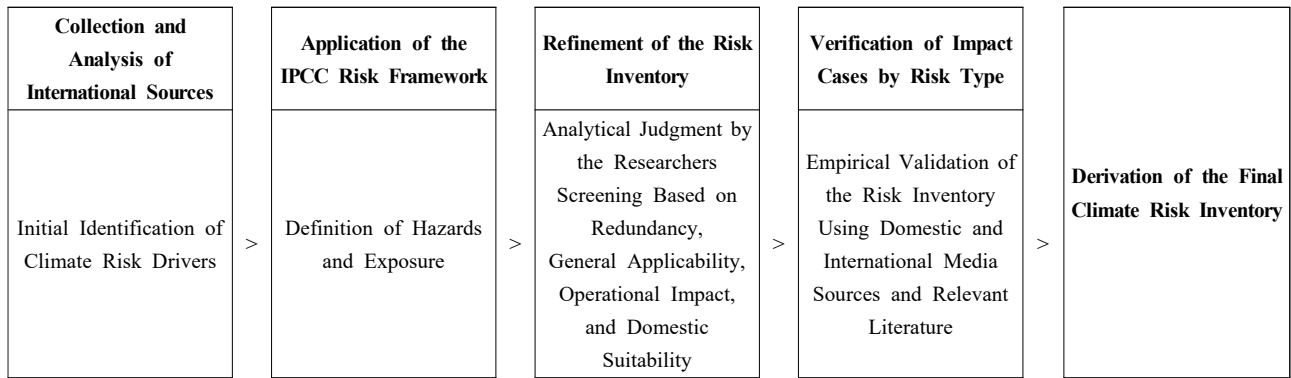 Collection and
Analysis of
International Sources
Initial Identification of
Climate Risk Drivers
>
Application of the
IPCC Risk Framework
Definition of Hazards
and Exposure
>
Refinement of the Risk
Inventory
Analytical Judgment by
the Researchers
Screening Based on
Redundancy,
General Applicability,
Operational Impact,
and Domestic
Suitability
>
Verification of Impact
Cases by Risk Type
Empirical Validation of
the Risk Inventory
Using Domestic and
International Media
Sources and Relevant
Literature
>
Derivation of the Final
Climate Risk Inventory